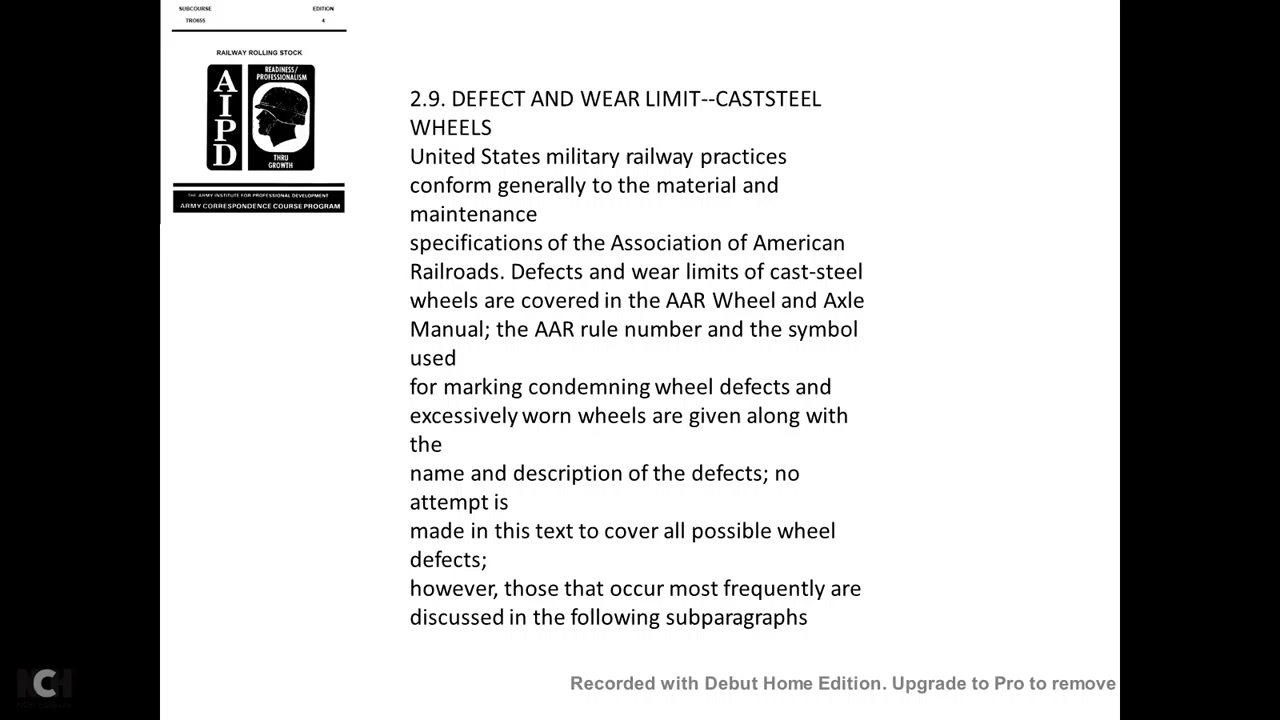 SUBCOURSE EDITION
TRO655 4
RAILWAY ROLLING STOCK
AIPD
READINESS/
PROFESSIONALISM
THRU
GROWTH
THE ARMY INSTITUTE FOR PROFESSIONAL DEVELOPMENT
ARMY CORRESPONDENCE COURSE PROGRAM
2.9. DEFECT AND WEAR LIMIT--CASTSTEEL
WHEELS
United States military railway practices
conform generally to the material and
maintenance
specifications of the Association of American
Railroads. Defects and wear limits of cast-steel
wheels are covered in the AAR Wheel and Axle
Manual; the AAR rule number and the symbol
used
for marking condemning wheel defects and
excessively worn wheels are given along with
the
name and description of the defects; no
attempt is
made in this text to cover all possible wheel
defects;
however, those that occur most frequently are
discussed in the following subparagraphs
NCH
Recorded with Debut Home Edition. Upgrade to Pro to remove